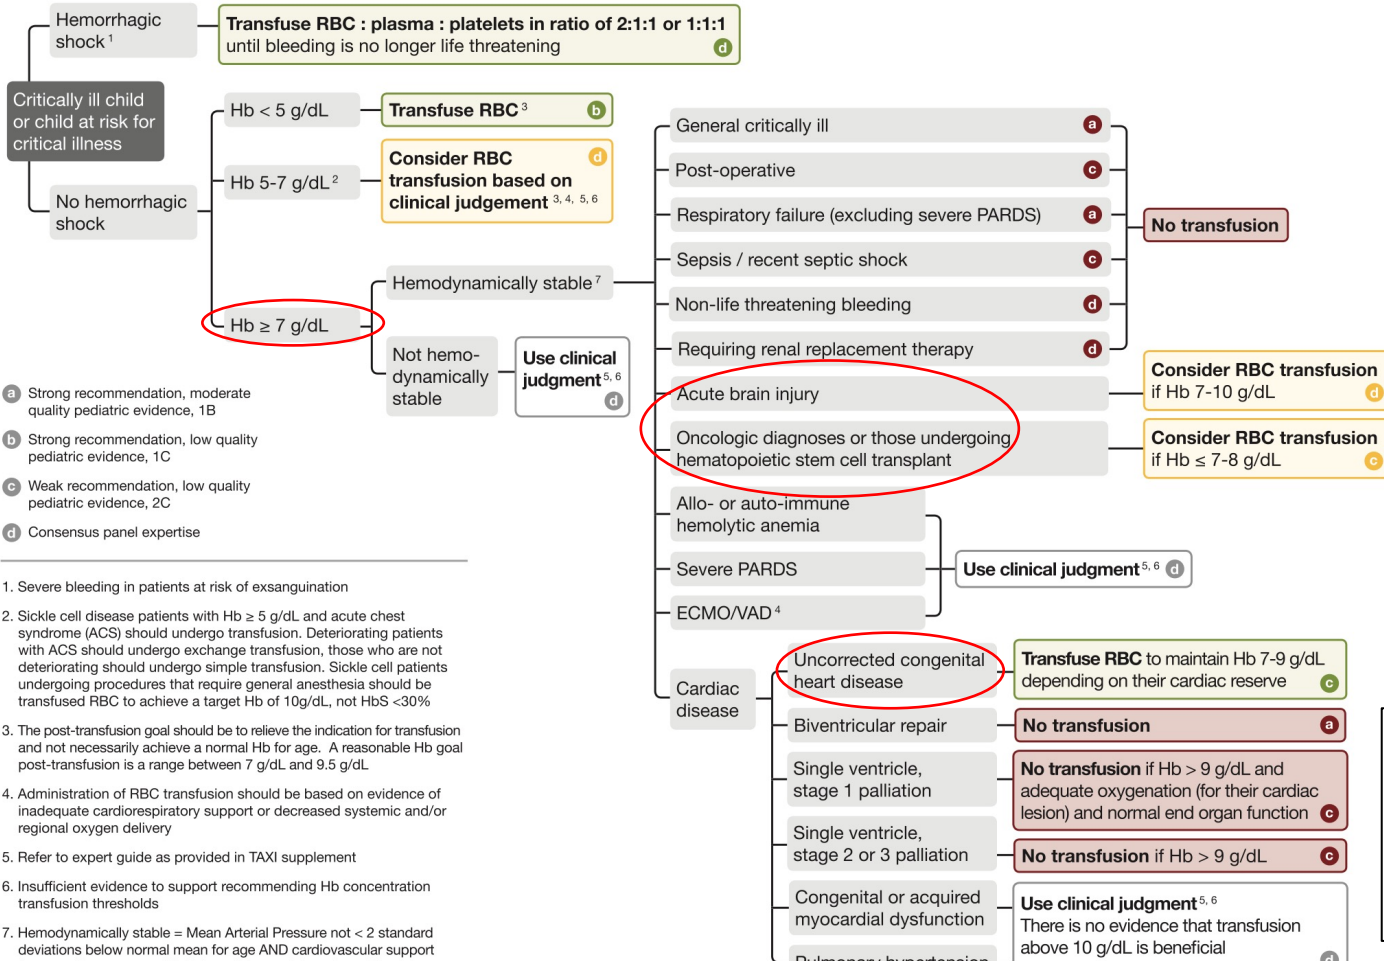 Hemorrhagic
shock 1
Transfuse RBC : plasma : platelets in ratio of 2:1:1 or 1:1:1
until bleeding is no longer life threatening
d
Critically ill child
or child at risk for
critical illness
No hemorrhagic
shock
Hb < 5 g/dL
Transfuse RBC 3
b
Hb 5-7 g/dL 2
Consider RBC
transfusion based on
clinical judgement 3, 4, 5, 6
d
Hb ≥ 7 g/dL
Hemodynamically stable 7
Not hemo-
dynamically
stable
Use clinical
judgment 5, 6
d
General critically ill
a
Post-operative
c
Respiratory failure (excluding severe PARDS)
a
Sepsis / recent septic shock
c
Non-life threatening bleeding
d
Requiring renal replacement therapy
d
No transfusion
Acute brain injury
Consider RBC transfusion
if Hb 7-10 g/dL
d
Oncologic diagnoses or those undergoing
hematopoietic stem cell transplant
Consider RBC transfusion
if Hb ≤ 7-8 g/dL
c
Allo- or auto-immune
hemolytic anemia
Severe PARDS
ECMO/VAD 4
Use clinical judgment 5, 6
d
Cardiac
disease
Uncorrected congenital
heart disease
Transfuse RBC to maintain Hb 7-9 g/dL
depending on their cardiac reserve
c
Biventricular repair
No transfusion
a
Single ventricle,
stage 1 palliation
No transfusion if Hb > 9 g/dL and
adequate oxygenation (for their cardiac
lesion) and normal end organ function
c
Single ventricle,
stage 2 or 3 palliation
No transfusion if Hb > 9 g/dL
c
Congenital or acquired
myocardial dysfunction
Pulmonary hypertension
Use clinical judgment 5, 6
There is no evidence that transfusion
above 10 g/dL is beneficial
d
a Strong recommendation, moderate
quality pediatric evidence, 1B
b Strong recommendation, low quality
pediatric evidence, 1C
c Weak recommendation, low quality
pediatric evidence, 2C
d Consensus panel expertise
1. Severe bleeding in patients at risk of exsanguination
2. Sickle cell disease patients with Hb ≥ 5 g/dL and acute chest
syndrome (ACS) should undergo transfusion. Deteriorating patients
with ACS should undergo exchange transfusion, those who are not
deteriorating should undergo simple transfusion. Sickle cell patients
undergoing procedures that require general anesthesia should be
transfused RBC to achieve a target Hb of 10g/dL, not HbS <30%
3. The post-transfusion goal should be to relieve the indication for transfusion
and not necessarily achieve a normal Hb for age. A reasonable Hb goal
post-transfusion is a range between 7 g/dL and 9.5 g/dL
4. Administration of RBC transfusion should be based on evidence of
inadequate cardiorespiratory support or decreased systemic and/or
regional oxygen delivery
5. Refer to expert guide as provided in TAXI supplement
6. Insufficient evidence to support recommending Hb concentration
transfusion thresholds
7. Hemodynamically stable = Mean Arterial Pressure not < 2 standard
deviations below normal mean for age AND cardiovascular support